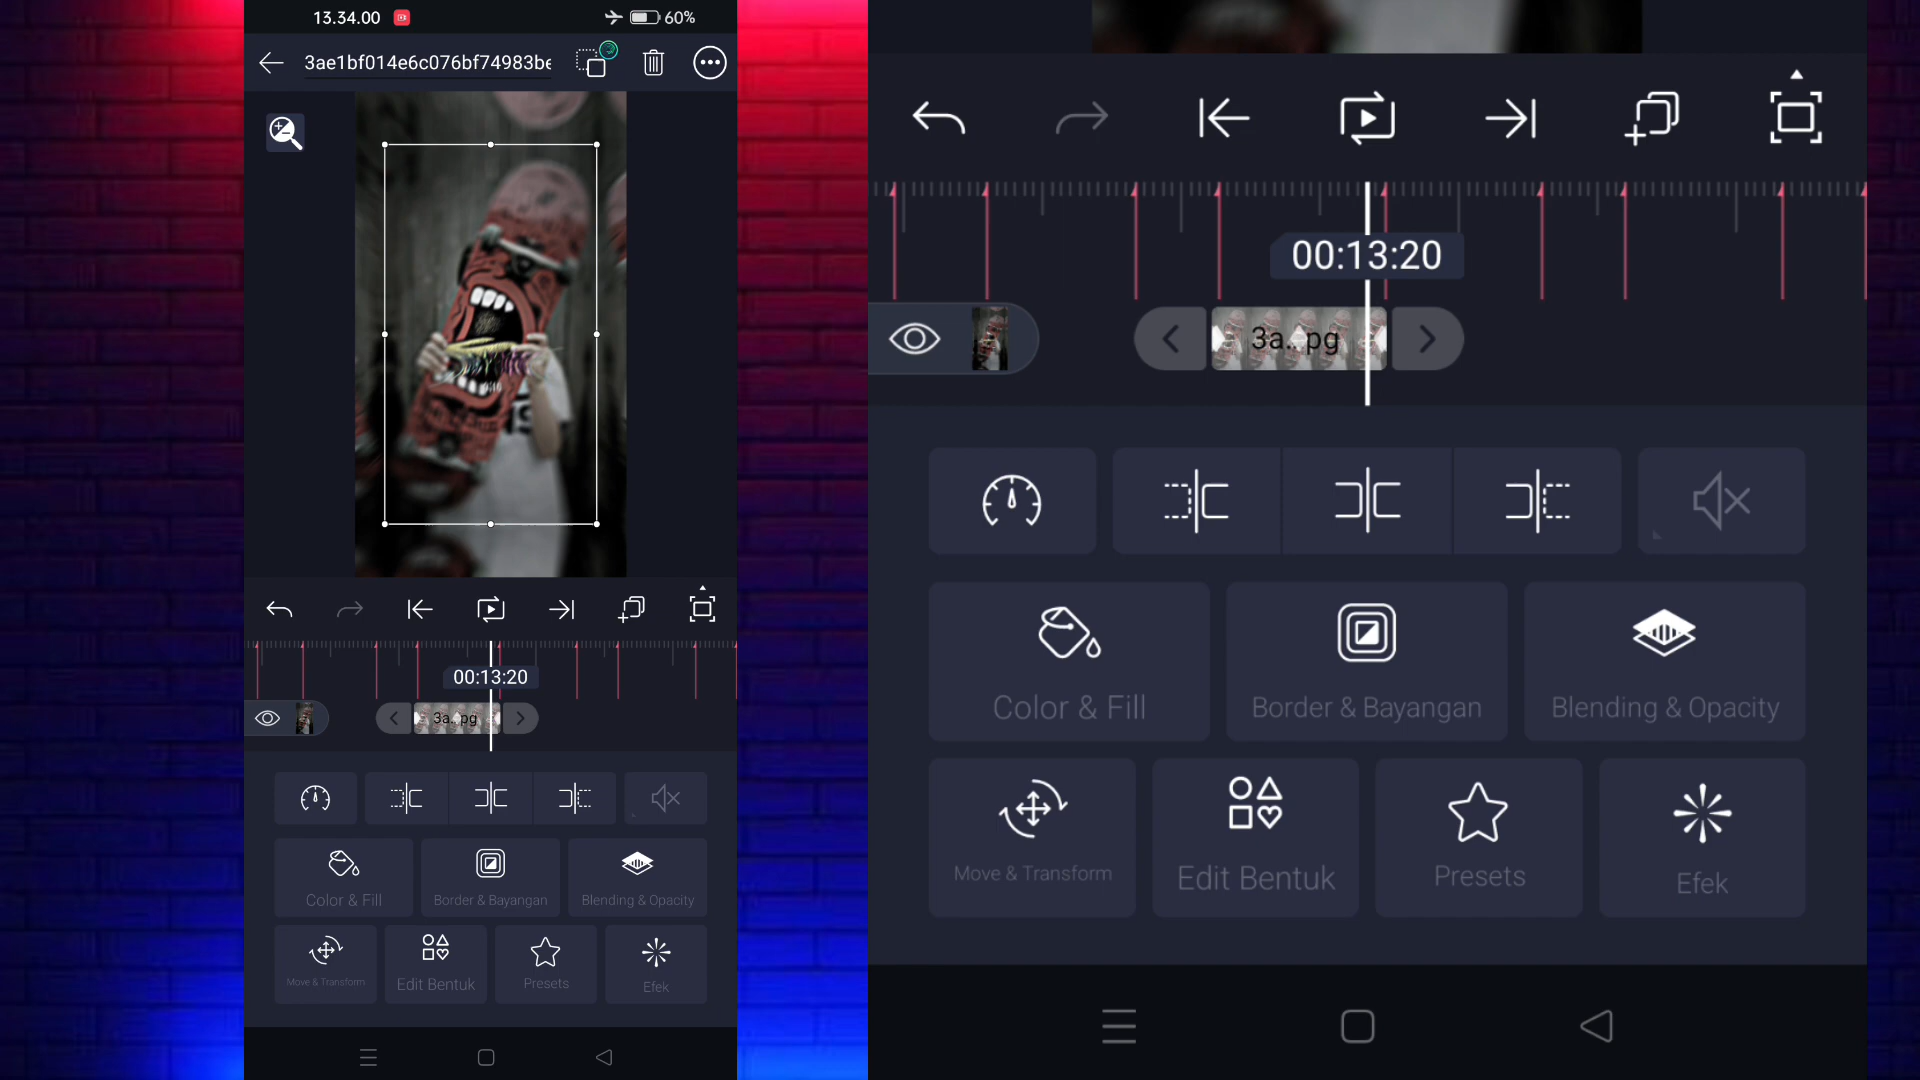 13.34.00
60%
3ae1bf014e6c076bf74983be
00:13:20
3a...pg
Color & Fill
Border & Bayangan
Blending & Opacity
Move & Transform
Edit Bentuk
Presets
Efek
00:13:20
3a...pg
Color & Fill
Border & Bayangan
Blending & Opacity
Move & Transform
Edit Bentuk
Presets
Efek